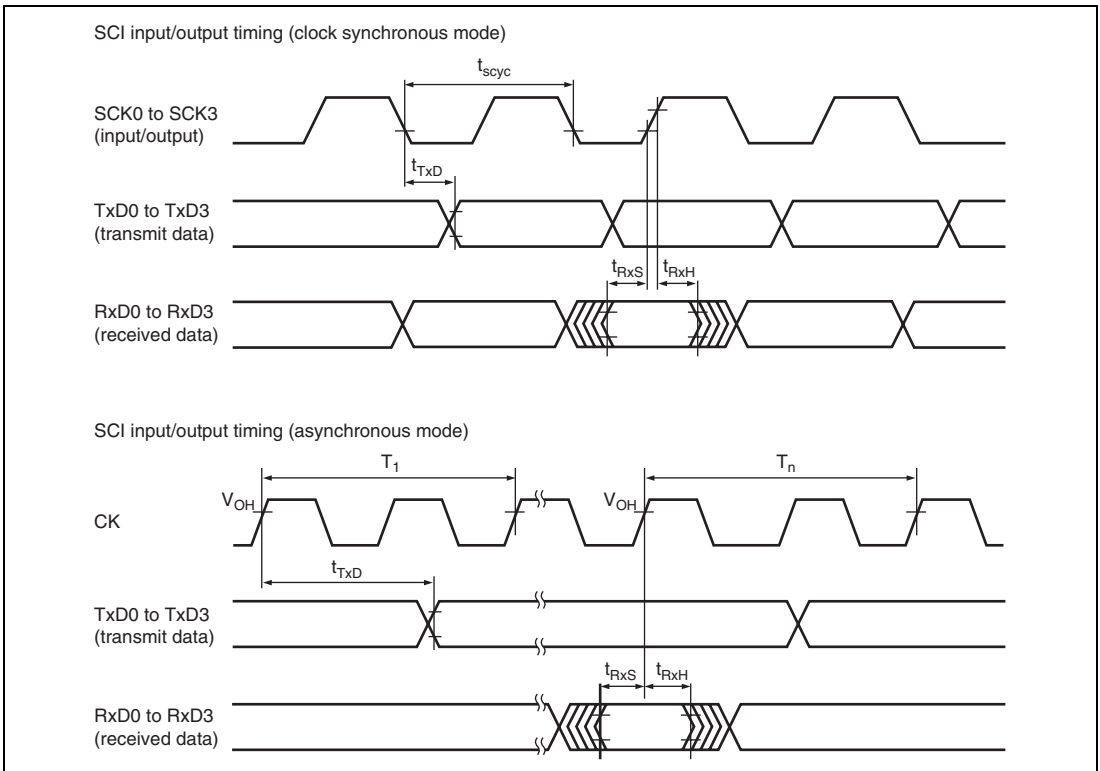 SCI input/output timing (clock synchronous mode)
tscyc
SCK0 to SCK3
(input/output)
tTxD
TxD0 to TxD3
(transmit data)
tRxS
tRxH
RxD0 to RxD3
(received data)
SCI input/output timing (asynchronous mode)
T1
Tn
VOH
VOH
CK
tTxD
TxD0 to TxD3
(transmit data)
tRxS
tRxH
RxD0 to RxD3
(received data)